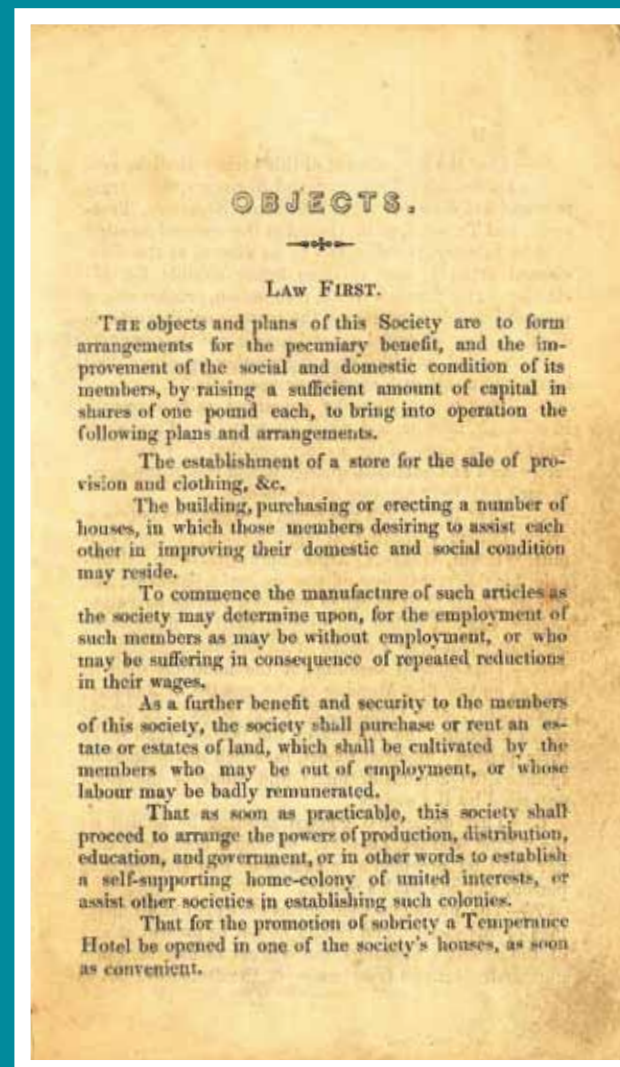 OBJECTS.
LAW FIRST.
THE objects and plans of this Society are to form
arrangements for the pecuniary benefit, and the im-
provement of the social and domestic condition of its
members, by raising a sufficient amount of capital in
shares of one pound each, to bring into operation the
following plans and arrangements.
The establishment of a store for the sale of pro-
vision and clothing, &c.
The building, purchasing or erecting a number of
houses, in which those members desiring to assist each
other in improving their domestic and social condition
may reside.
To commence the manufacture of such articles as
the society may determine upon, for the employment of
such members as may be without employment, or who
may be suffering in consequence of repeated reductions
in their wages.
As a further benefit and security to the members
of this society, the society shall purchase or rent an es-
tate or estates of land, which shall be cultivated by the
members who may be out of employment, or whose
labour may be badly remunerated.
That as soon as practicable, this society shall
proceed to arrange the powers of production, distribution,
education, and government, or in other words to establish
a self-supporting home-colony of united interests, or
assist other societies in establishing such colonies.
That for the promotion of sobriety a Temperance
Hotel be opened in one of the society's houses, as soon
as convenient.